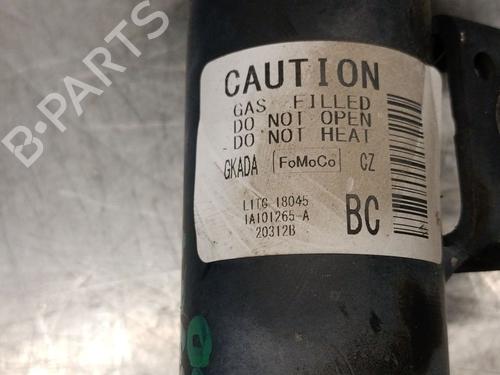 CAUTION
GAS FILLED
DO NOT OPEN
DO NOT HEAT
GKADA FoMoCo CZ
L1TG 18045
1A101265-A BC
20312B
B-PARTS